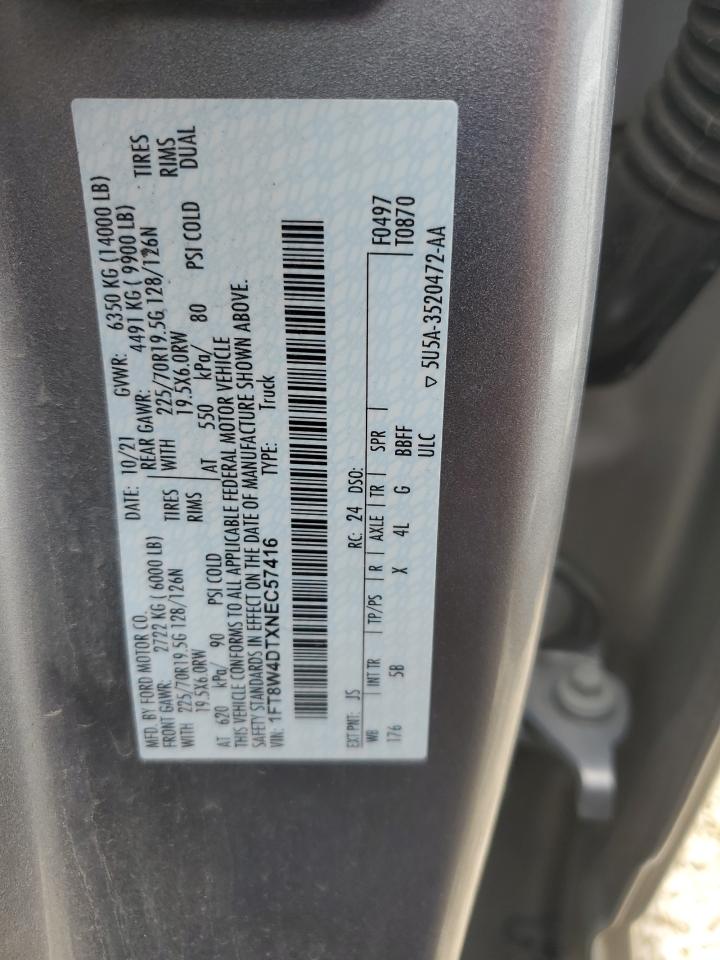 MFD. BY FORD MOTOR CO.
DATE: 10/21 GVWR: 6350 KG (14000 LB)
FRONT GAWR: 2722 KG (6000 LB) REAR GAWR: 4491 KG ( 9900 LB)
WITH 225/70R19.5G 128/126N TIRES WITH 225/70R19.5G 128/126N TIRES
19.5X6.0RW RIMS 19.5X6.0RW RIMS
AT 620 kPa/ 90 PSI COLD AT 550 kPa/ 80 PSI COLD DUAL
THIS VEHICLE CONFORMS TO ALL APPLICABLE FEDERAL MOTOR VEHICLE
SAFETY STANDARDS IN EFFECT ON THE DATE OF MANUFACTURE SHOWN ABOVE.
VIN: 1FT8W4DTXNEC57416 TYPE: Truck
EXT PNT: JS RC: 24 DSO: F0497
WB INT TR TP/PS R AXLE TR SPR T0870
176 5B X 4L G BBFF
ULC ▽ 5U5A-3520472-AA